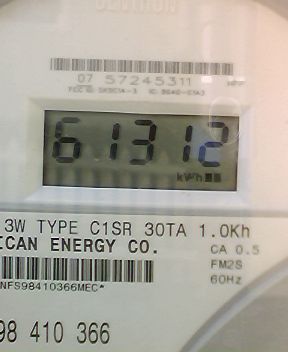 07 57245311
61312
kWh
3W TYPE C1SR 30TA 1.0Kh
ICAN ENERGY CO.
CA 0.5
FM2S
60Hz
NFS98410366MEC*
98 410 366